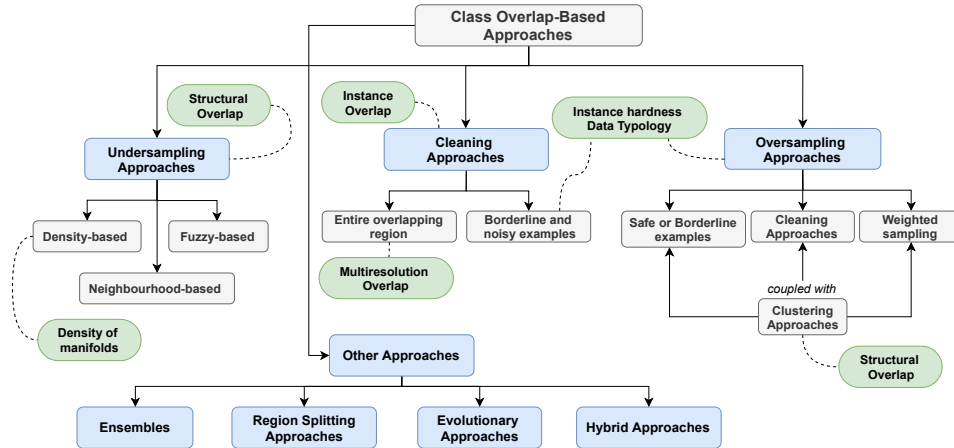 Class Overlap-Based
Approaches
Structural
Overlap
Instance
Overlap
Instance hardness
Data Typology
Undersampling
Approaches
Cleaning
Approaches
Oversampling
Approaches
Density-based
Fuzzy-based
Neighbourhood-based
Entire overlapping
region
Borderline and
noisy examples
Safe or Borderline
examples
Cleaning
Approaches
Weighted
sampling
Multiresolution
Overlap
coupled with
Clustering
Approaches
Density of
manifolds
Structural
Overlap
Other Approaches
Ensembles
Region Splitting
Approaches
Evolutionary
Approaches
Hybrid Approaches